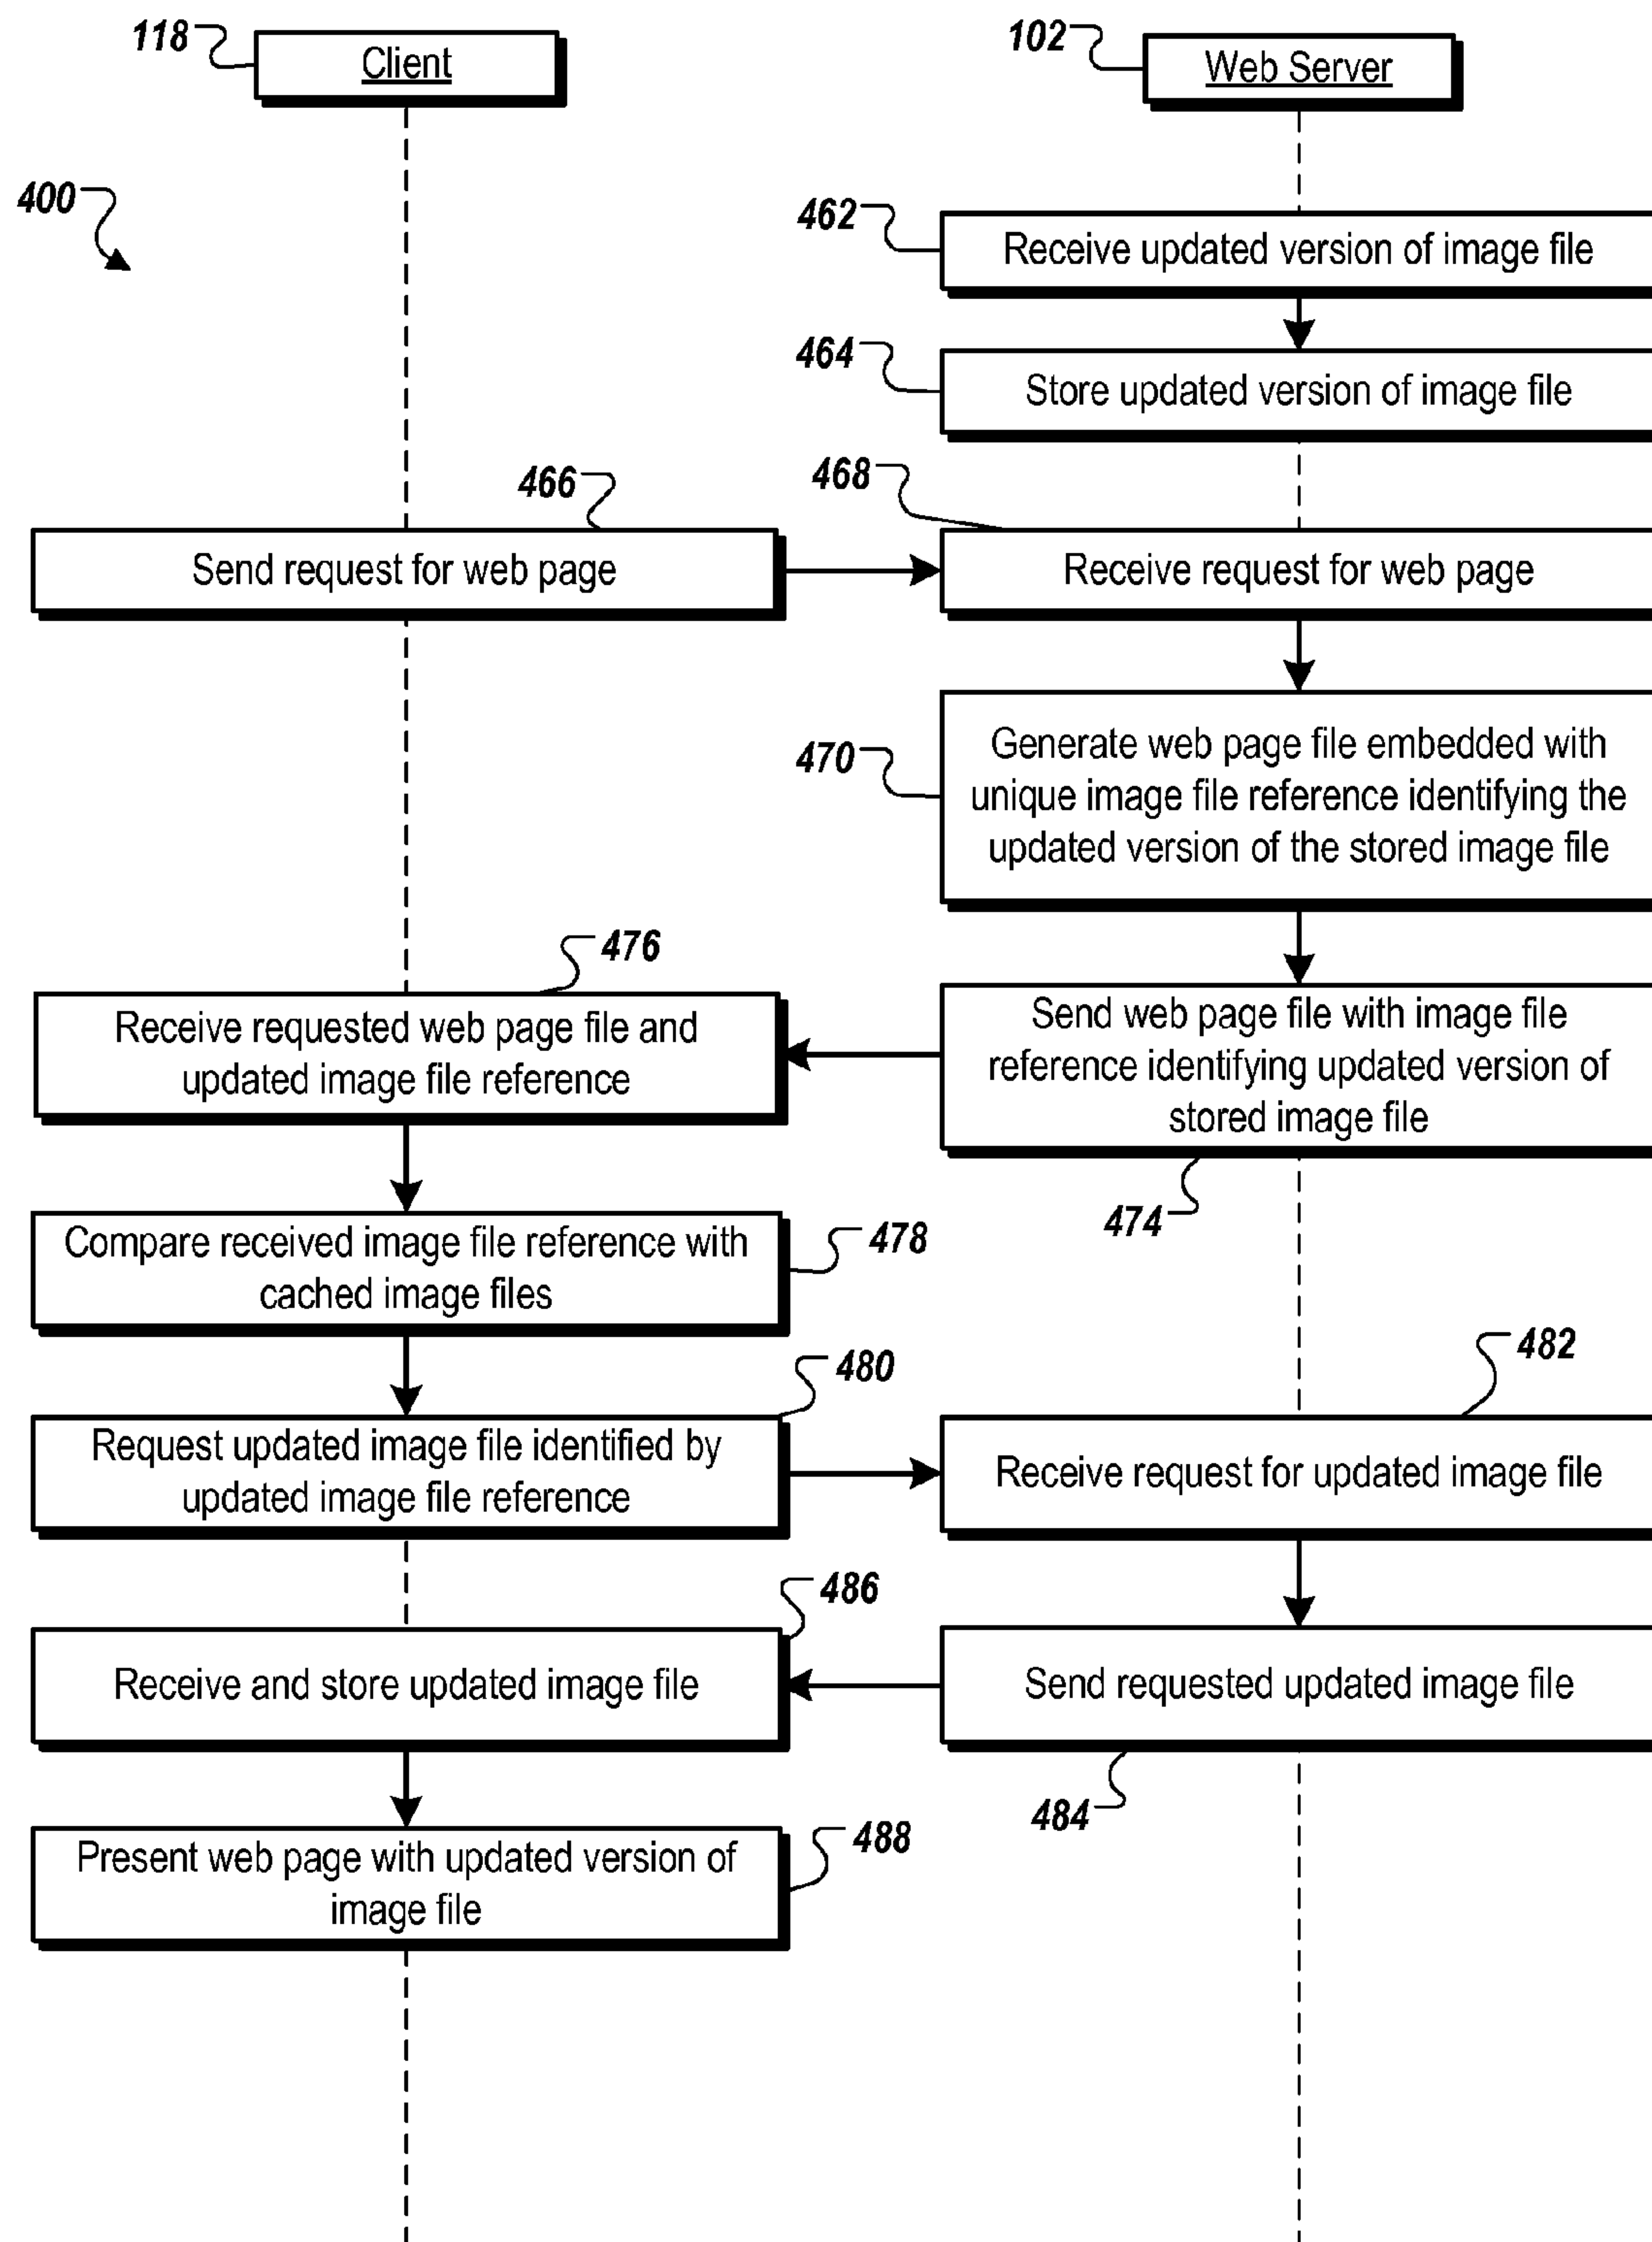 118
Client
102
Web Server
400
462
Receive updated version of image file
464
Store updated version of image file
466
468
Send request for web page
Receive request for web page
470
Generate web page file embedded with
unique image file reference identifying the
updated version of the stored image file
476
Receive requested web page file and
updated image file reference
Send web page file with image file
reference identifying updated version of
stored image file
474
Compare received image file reference with
cached image files
478
480
482
Request updated image file identified by
updated image file reference
Receive request for updated image file
486
Receive and store updated image file
Send requested updated image file
484
488
Present web page with updated version of
image file